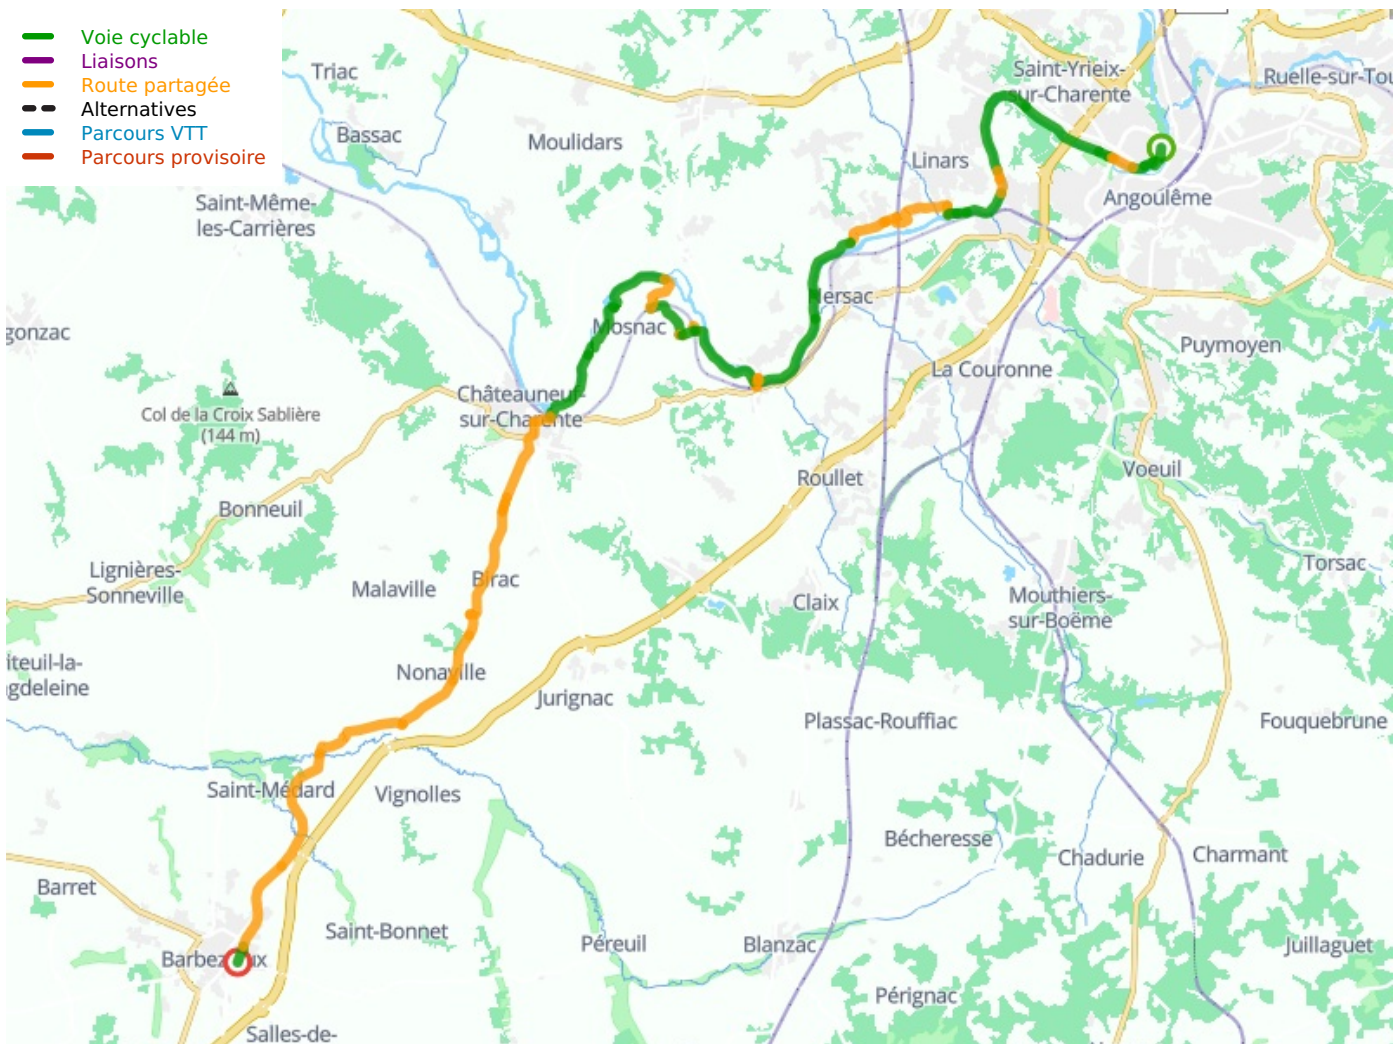 Voie cyclable
Liaisons
Route partagée
Alternatives
Parcours VTT
Parcours provisoire
Triac
Saint-Yrieix-
sur-Charente
Ruelle-sur-Tou
Bassac
Moulidars
Linars
Angoulême
Saint-Même-
les-Carrières
gonzac
Mosnac
Nersac
Puymoyen
La Couronne
Châteauneuf-
sur-Charente
Col de la Croix Sablière
(144 m)
Voeuil
Roullet
Bonneuil
Lignières-
Sonneville
Malaville
Birac
Claix
Mouthiers-
sur-Boëme
Torsac
iteuil-la-
gdeleine
Nonaville
Jurignac
Plassac-Rouffiac
Fouquebrune
Saint-Médard
Vignolles
Bécheresse
Chadurie
Charmant
Barret
Saint-Bonnet
Péreuil
Blanzac
Juillaguet
Barbezieux
Pérignac
Salles-de-